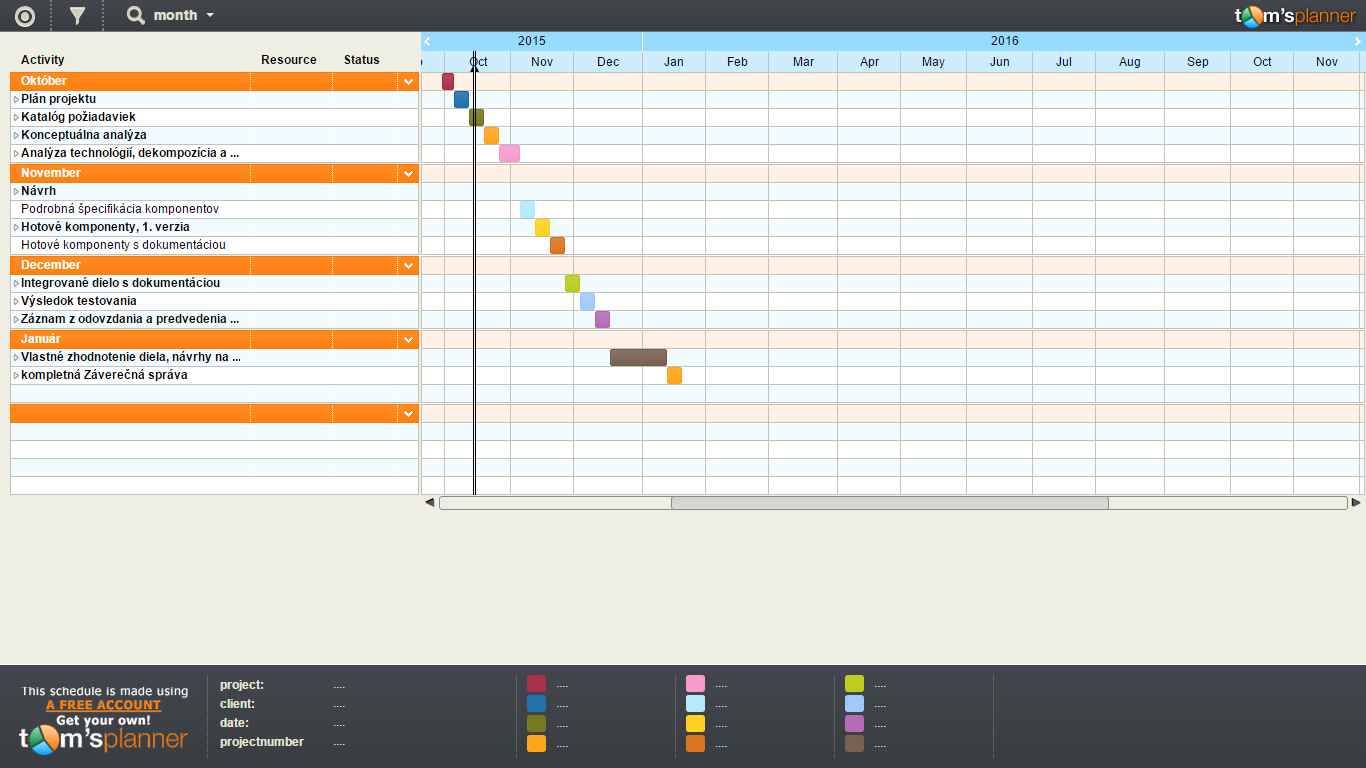 month
tom'splanner
2015 2016
Activity Resource Status
Oct Nov Dec Jan Feb Mar Apr May Jun Jul Aug Sep Oct Nov
Október
Plán projektu
Katalóg požiadaviek
Konceptuálna analýza
Analýza technológií, dekompozícia a ...
November
Návrh
Podrobná špecifikácia komponentov
Hotové komponenty, 1. verzia
Hotové komponenty s dokumentáciou
December
Integrované dielo s dokumentáciou
Výsledok testovania
Záznam z odovzdania a predvedenia ...
Január
Vlastné zhodnotenie diela, návrhy na ...
kompletná Záverečná správa
This schedule is made using
A FREE ACCOUNT
Get your own!
tom'splanner
project: ....
client: ....
date: ....
projectnumber ....
.... .... ....
.... .... ....
.... .... ....
.... .... ....